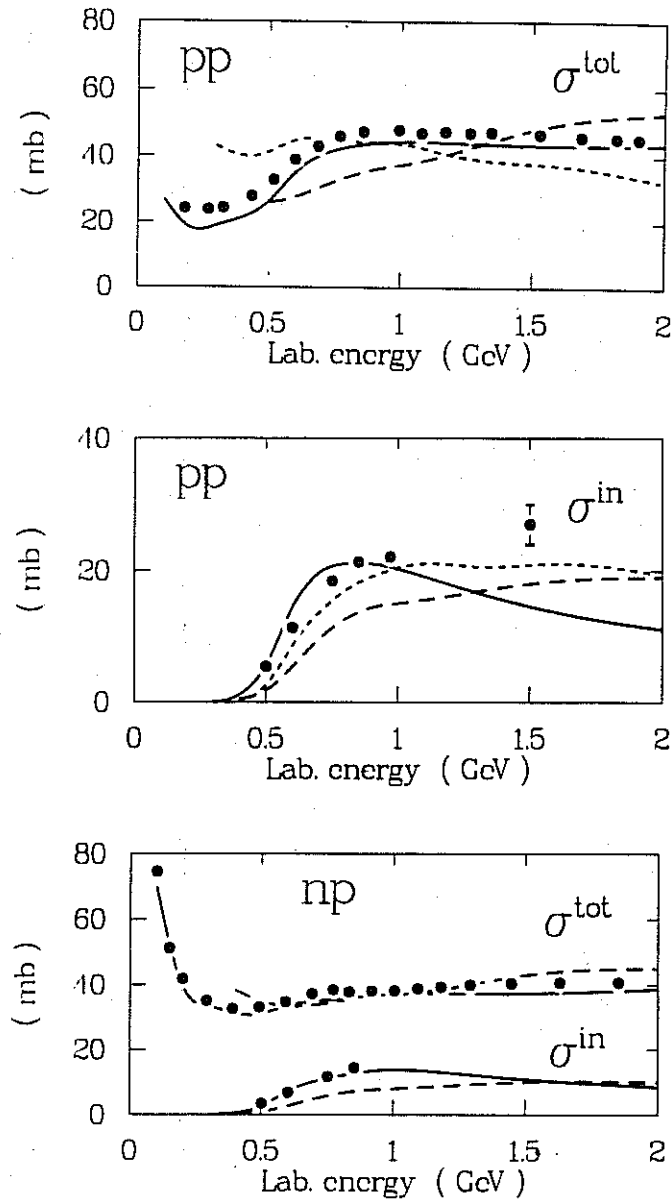 80
60
40
20
0
( mb )
pp
σ^tot
0 0.5 1 1.5 2
Lab. energy ( GeV )
40
20
0
( mb )
pp
σ^in
0 0.5 1 1.5 2
Lab. energy ( GeV )
80
60
40
20
0
( mb )
np
σ^tot
σ^in
0 0.5 1 1.5 2
Lab. energy ( GeV )